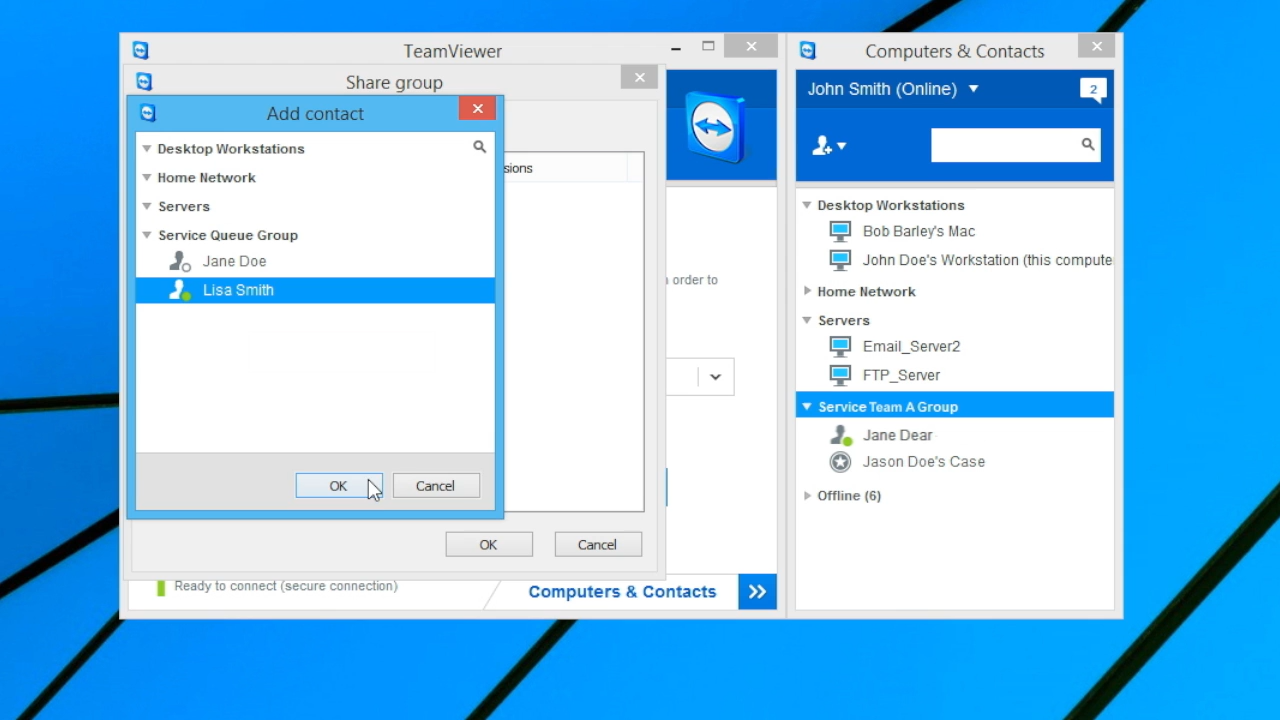 TeamViewer
Share group
Add contact
Desktop Workstations
Home Network
Servers
Service Queue Group
Jane Doe
Lisa Smith
OK
Cancel
sions
order to
OK
Cancel
Ready to connect (secure connection)
Computers & Contacts
Computers & Contacts
John Smith (Online)
2
Desktop Workstations
Bob Barley's Mac
John Doe's Workstation (this compute
Home Network
Servers
Email_Server2
FTP_Server
Service Team A Group
Jane Dear
Jason Doe's Case
Offline (6)